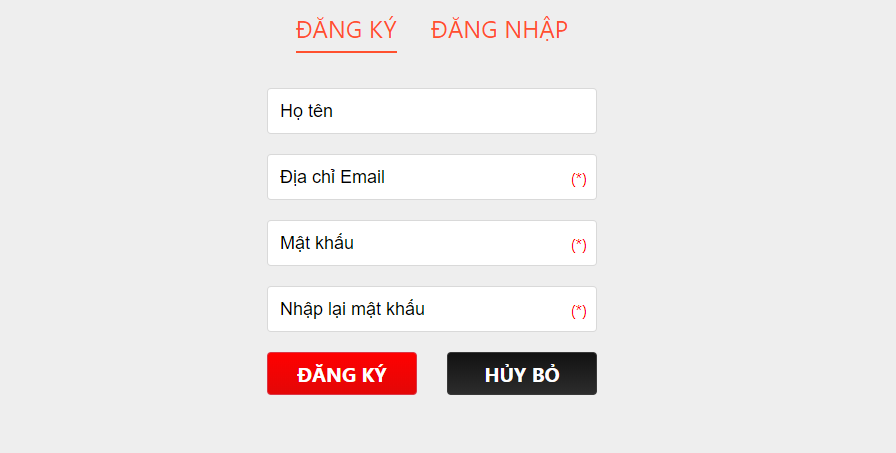 ĐĂNG KÝ ĐĂNG NHẬP
Họ tên
Địa chỉ Email (*)
Mật khẩu (*)
Nhập lại mật khẩu (*)
ĐĂNG KÝ HỦY BỎ